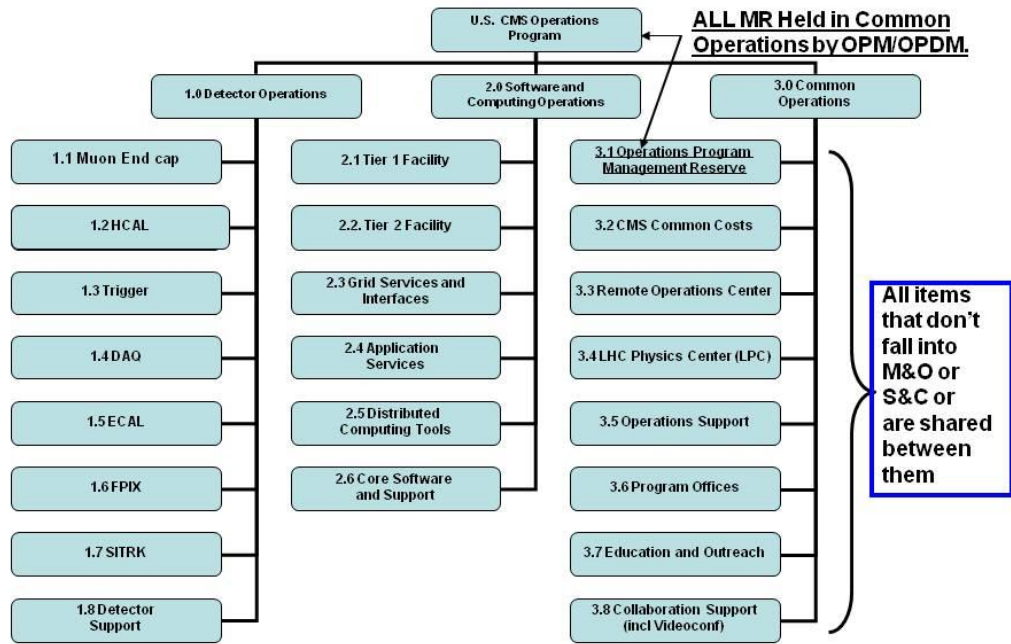 U.S. CMS Operations
Program
ALL MR Held in Common
Operations by OPM/OPDM.
1.0 Detector Operations
2.0 Software and
Computing Operations
3.0 Common
Operations
1.1 Muon End cap
1.2 HCAL
1.3 Trigger
1.4 DAQ
1.5 ECAL
1.6 FPIX
1.7 SITRK
1.8 Detector
Support
2.1 Tier 1 Facility
2.2. Tier 2 Facility
2.3 Grid Services and
Interfaces
2.4 Application
Services
2.5 Distributed
Computing Tools
2.6 Core Software
and Support
3.1 Operations Program
Management Reserve
3.2 CMS Common Costs
3.3 Remote Operations Center
3.4 LHC Physics Center (LPC)
3.5 Operations Support
3.6 Program Offices
3.7 Education and Outreach
3.8 Collaboration Support
(incl Videoconf)
All items
that don't
fall into
M&O or
S&C or
are shared
between
them